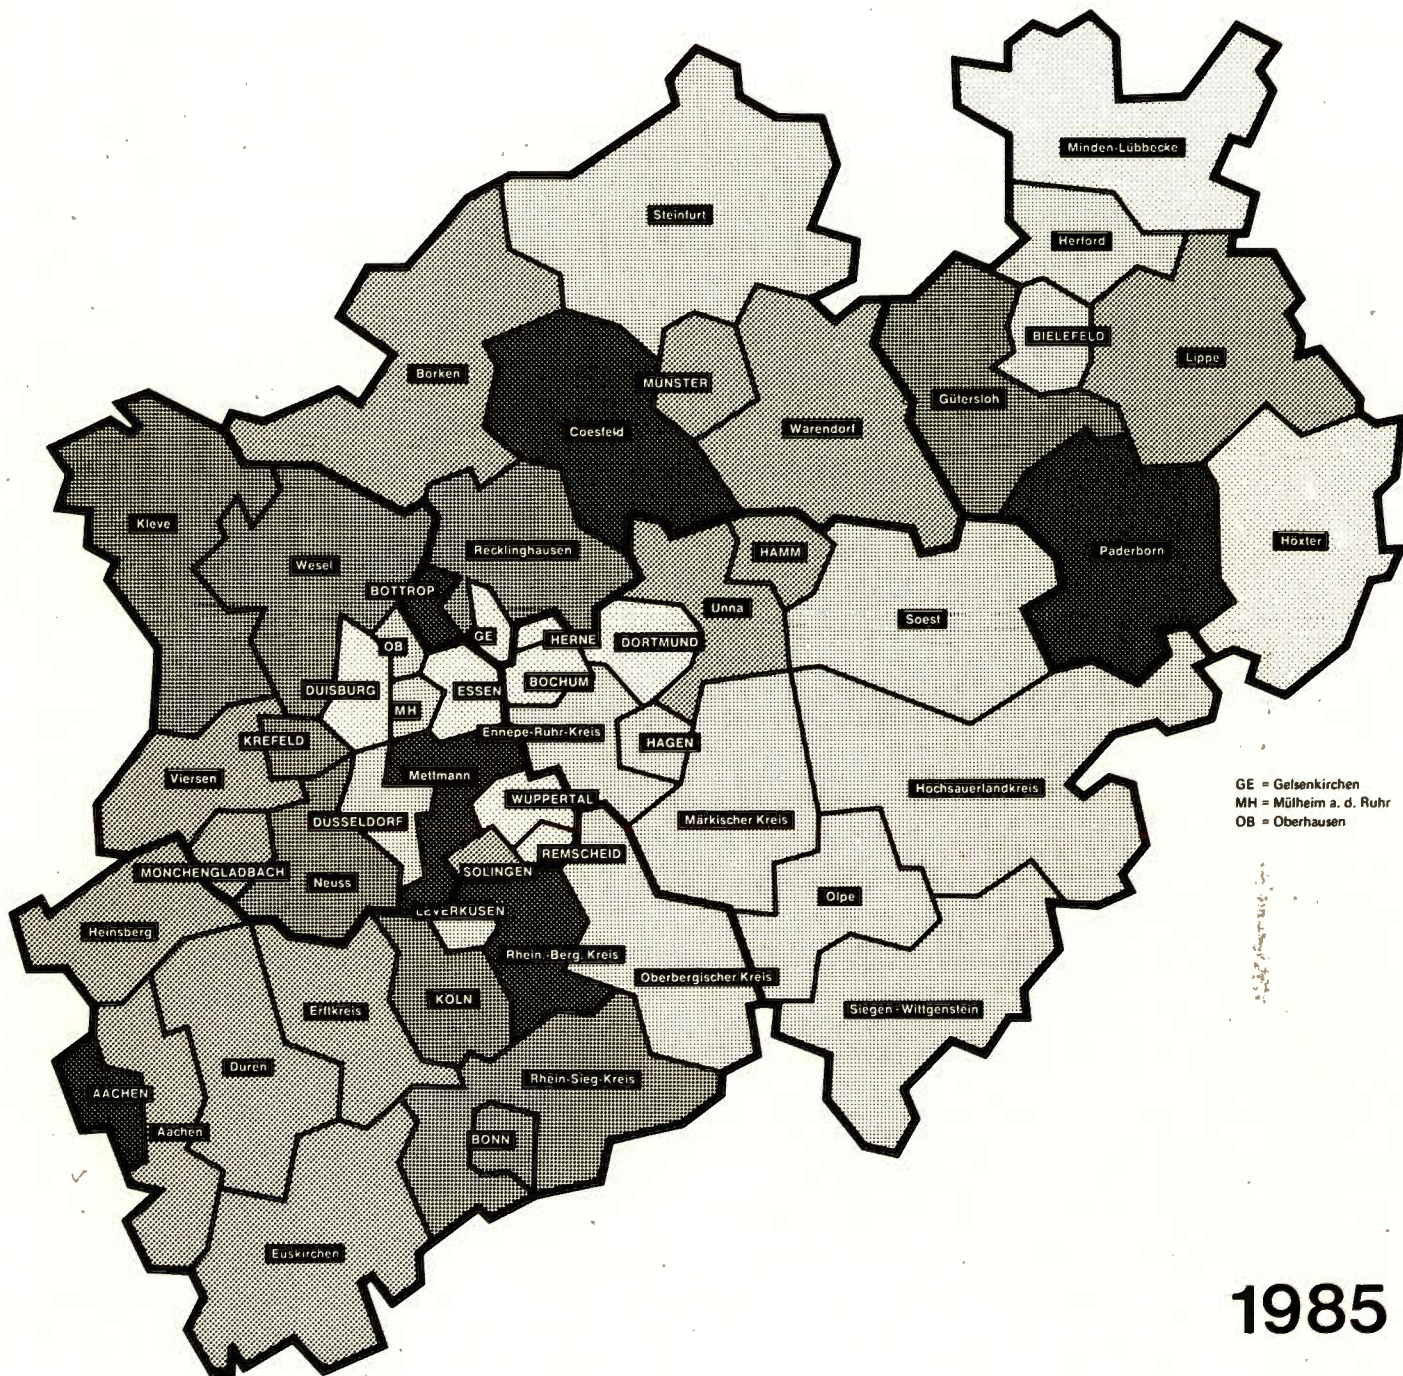 Minden-Lübbecke
Steinfurt
Herford
BIELEFELD
Lippe
Borken
MÜNSTER
Gütersloh
Coesfeld
Warendorf
Kleve
Höxter
Recklinghausen
HAMM
Paderborn
Wesel
BOTTROP
Unna
Soest
GE
HERNE
DORTMUND
OB
BOCHUM
DUISBURG
ESSEN
MH
Ennepe-Ruhr-Kreis
KREFELD
HAGEN
Viersen
Mettmann
Hochsauerlandkreis
GE = Gelsenkirchen
MH = Mülheim a. d. Ruhr
OB = Oberhausen
WUPPERTAL
DÜSSELDORF
Märkischer Kreis
REMSCHEID
MÖNCHENGLADBACH
Neuss
SOLINGEN
Olpe
LEVERKUSEN
Heinsberg
Rhein.-Berg. Kreis
Oberbergischer Kreis
KÖLN
Erftkreis
Siegen-Wittgenstein
Düren
Rhein-Sieg-Kreis
AACHEN
Aachen
BONN
Euskirchen
1985